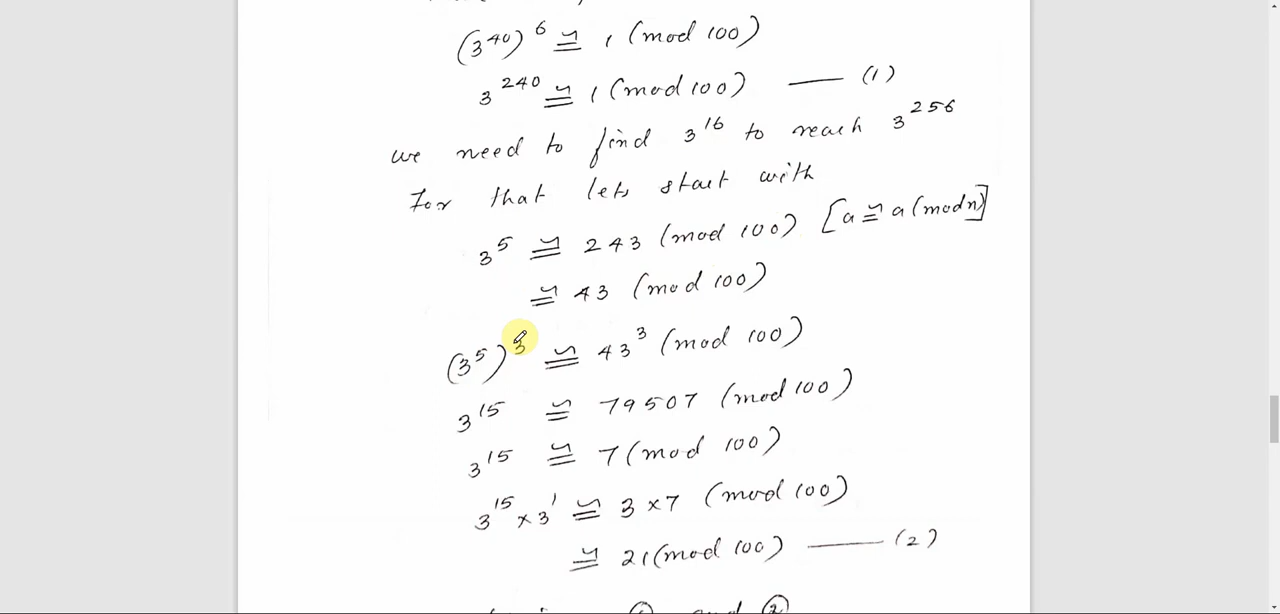 (3^40)^6 ≅ 1 (mod 100)
3^240 ≅ 1 (mod 100) —— (1)
we need to find 3^16 to reach 3^256
For that lets start with
3^5 ≅ 243 (mod 100) [a ≅ a (mod n)]
≅ 43 (mod 100)
(3^5)^3 ≅ 43^3 (mod 100)
3^15 ≅ 79507 (mod 100)
3^15 ≅ 7 (mod 100)
3^15 × 3^1 ≅ 3 × 7 (mod 100)
≅ 21 (mod 100) —— (2)